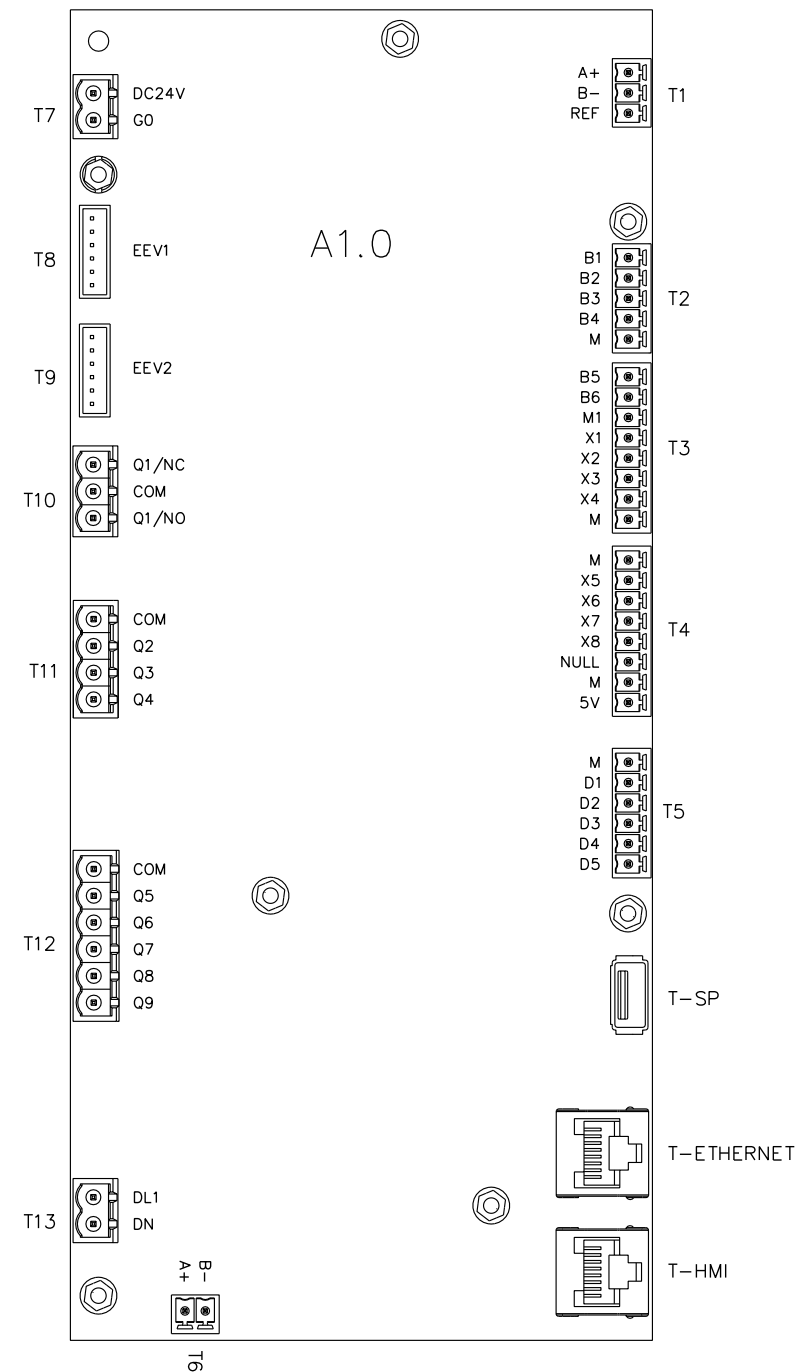 A1.0
T7
DC24V
G0
T8
EEV1
T9
EEV2
T10
Q1/NC
COM
Q1/NO
T11
COM
Q2
Q3
Q4
T12
COM
Q5
Q6
Q7
Q8
Q9
T13
DL1
DN
A+
B-
T6
T1
A+
B-
REF
T2
B1
B2
B3
B4
M
T3
B5
B6
M1
X1
X2
X3
X4
M
T4
M
X5
X6
X7
X8
NULL
M
5V
T5
M
D1
D2
D3
D4
D5
T-SP
T-ETHERNET
T-HMI